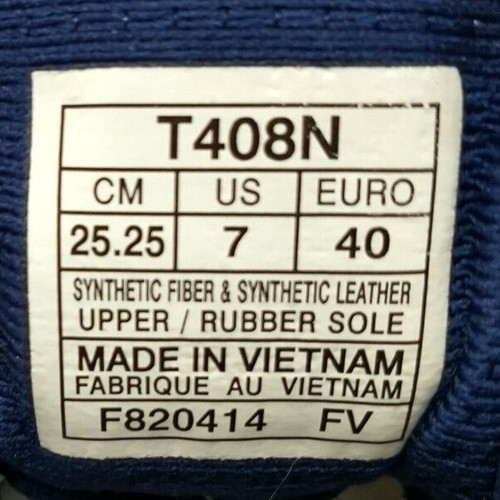 T408N
CM US EURO
25.25 7 40
SYNTHETIC FIBER & SYNTHETIC LEATHER
UPPER / RUBBER SOLE
MADE IN VIETNAM
FABRIQUE AU VIETNAM
F820414 FV